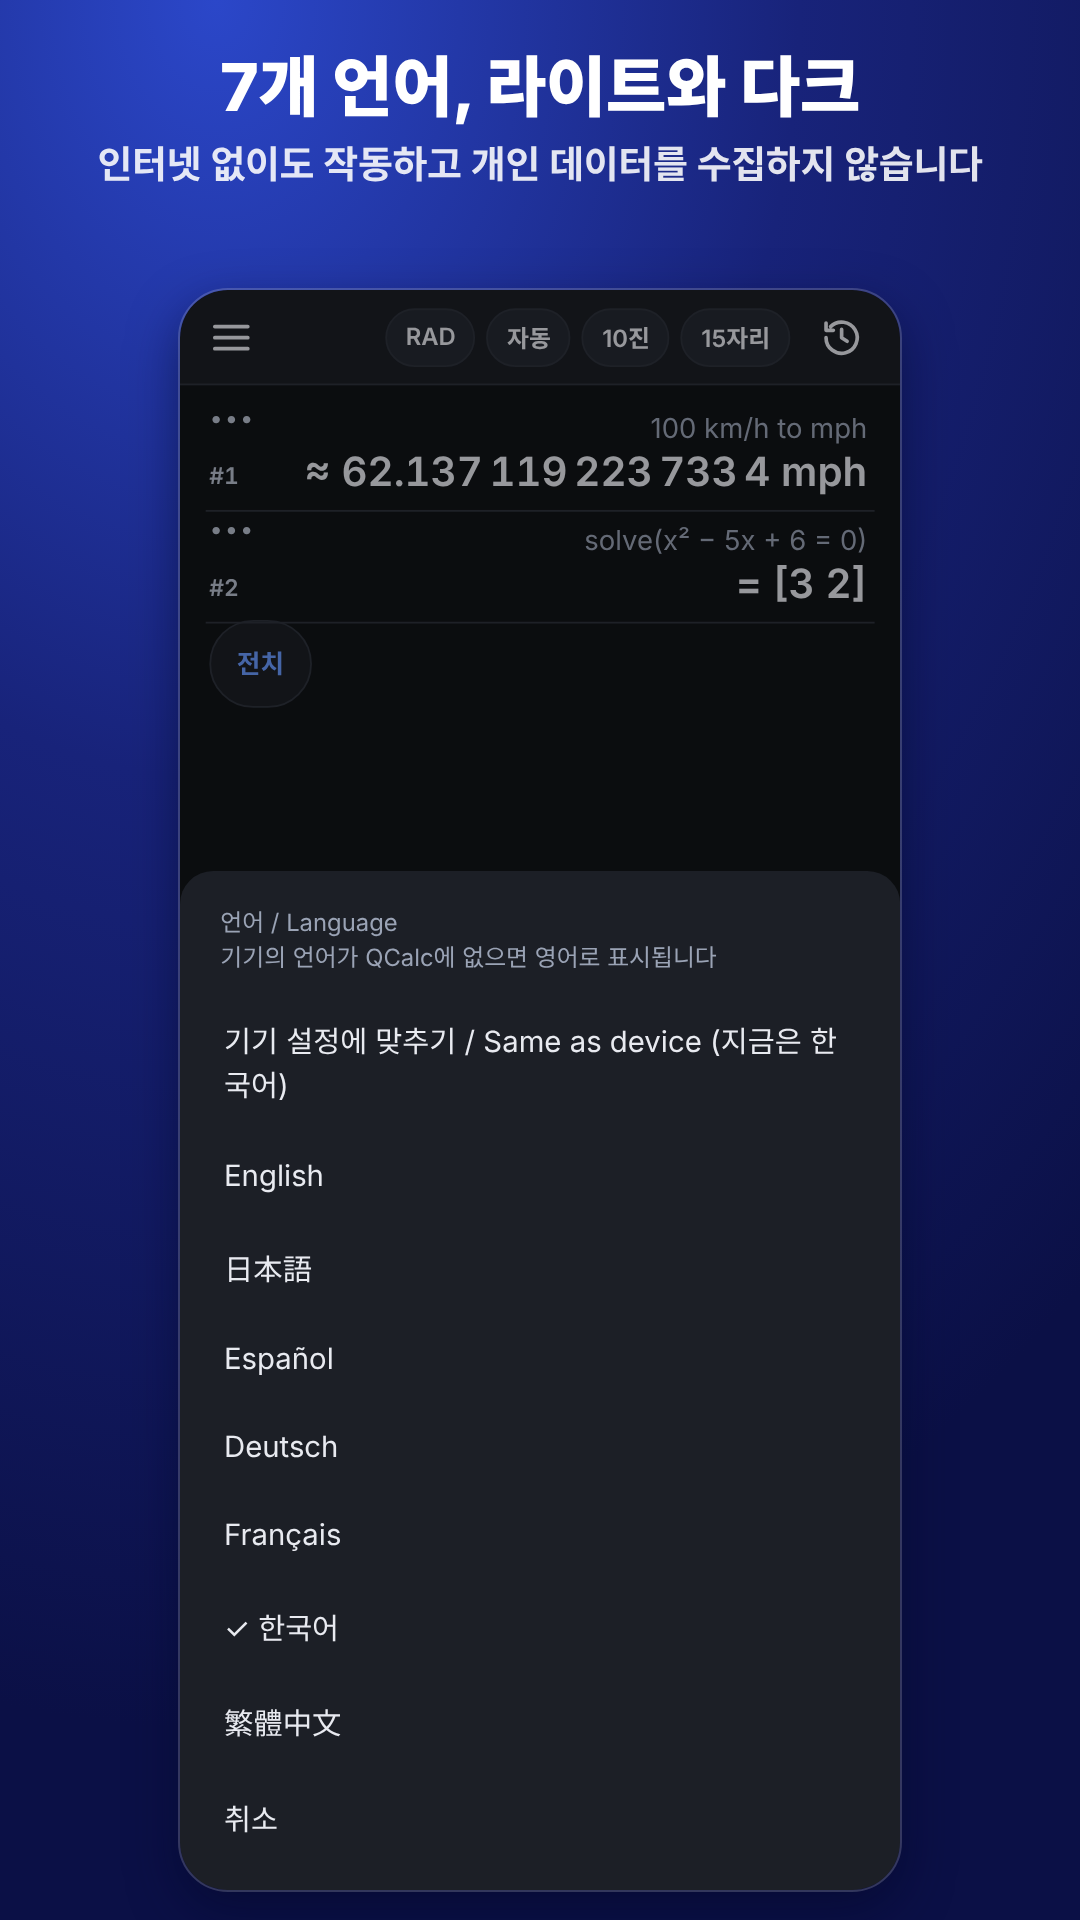 7개 언어, 라이트와 다크
인터넷 없이도 작동하고 개인 데이터를 수집하지 않습니다
RAD 자동 10진 15자리
100 km/h to mph
#1 ≈ 62.137 119 223 733 4 mph
solve(x² − 5x + 6 = 0)
#2 = [3 2]
전치
언어 / Language
기기의 언어가 QCalc에 없으면 영어로 표시됩니다
기기 설정에 맞추기 / Same as device (지금은 한
국어)
English
日本語
Español
Deutsch
Français
✓ 한국어
繁體中文
취소